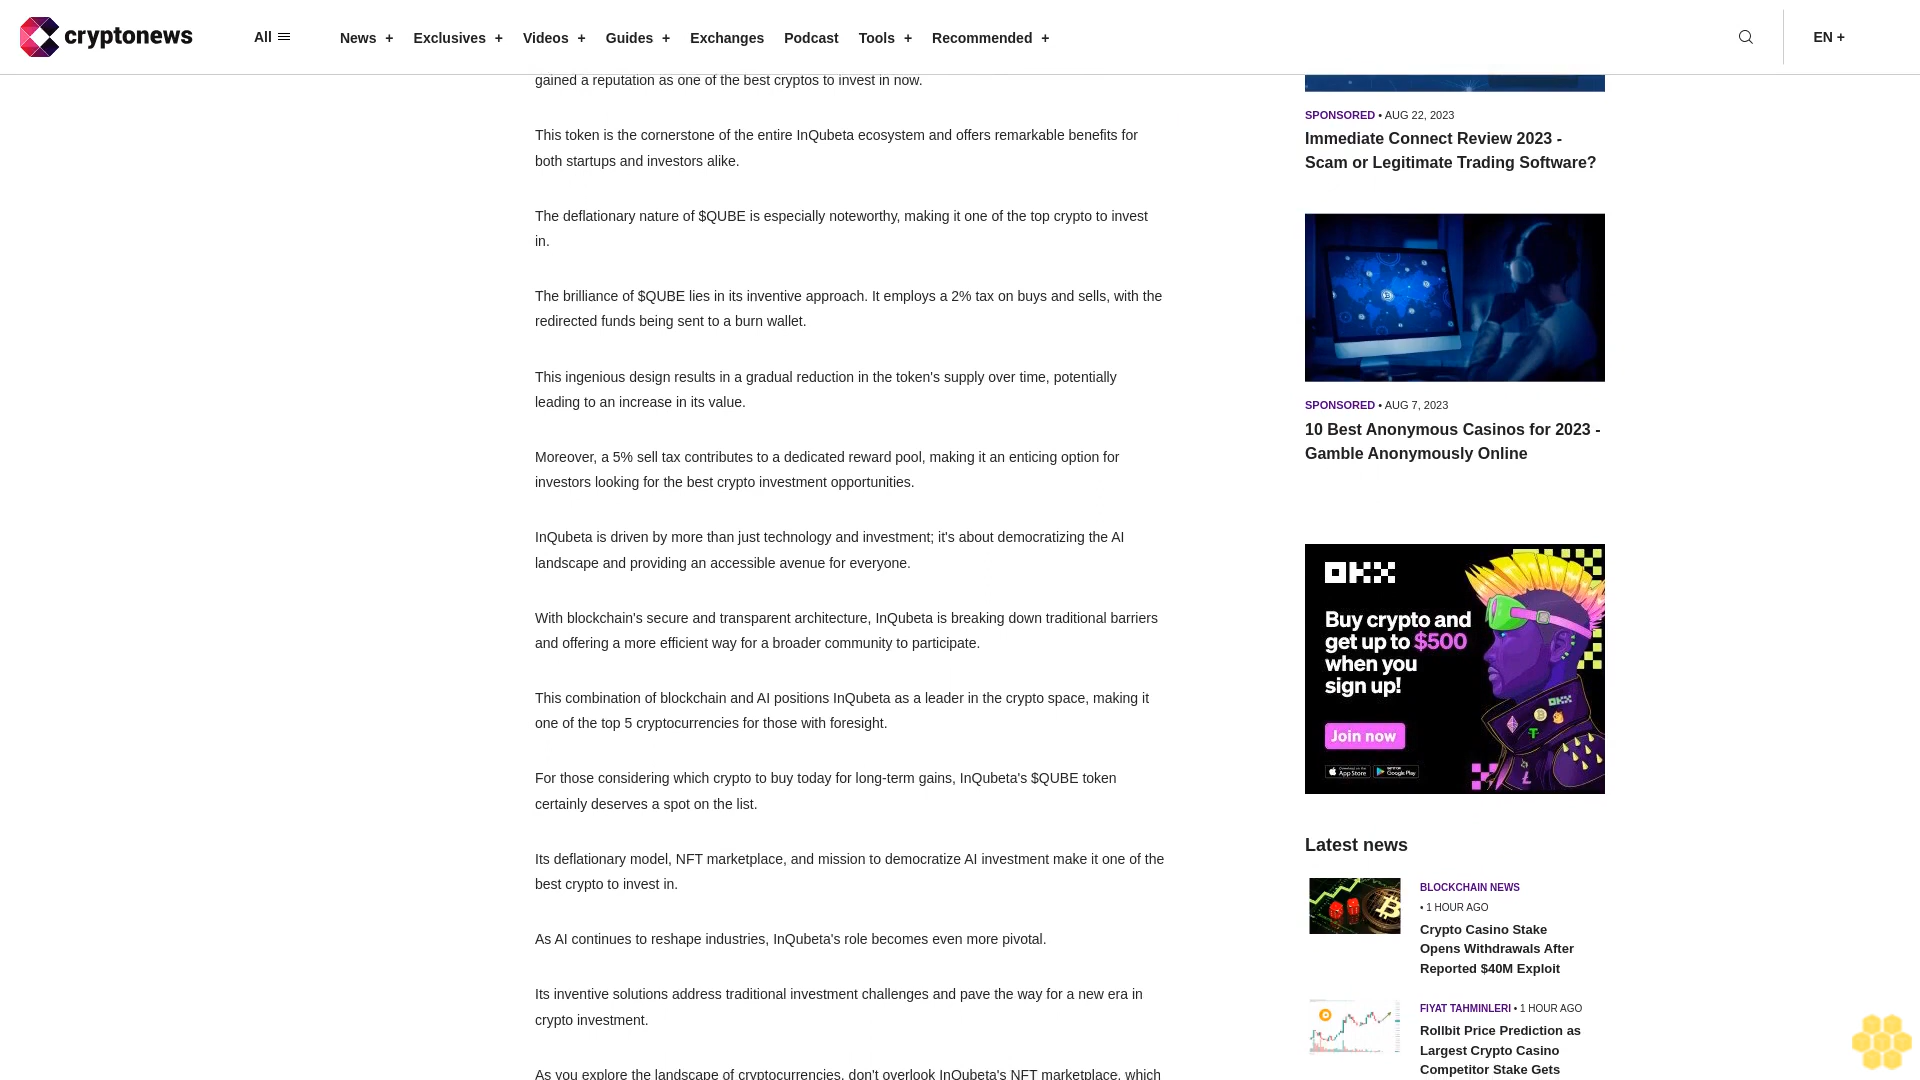 cryptonews
All
News +
Exclusives +
Videos +
Guides +
Exchanges
Podcast
Tools +
Recommended +
EN +
gained a reputation as one of the best cryptos to invest in now.
This token is the cornerstone of the entire InQubeta ecosystem and offers remarkable benefits for
both startups and investors alike.
The deflationary nature of $QUBE is especially noteworthy, making it one of the top crypto to invest
in.
The brilliance of $QUBE lies in its inventive approach. It employs a 2% tax on buys and sells, with the
redirected funds being sent to a burn wallet.
This ingenious design results in a gradual reduction in the token's supply over time, potentially
leading to an increase in its value.
Moreover, a 5% sell tax contributes to a dedicated reward pool, making it an enticing option for
investors looking for the best crypto investment opportunities.
InQubeta is driven by more than just technology and investment; it's about democratizing the AI
landscape and providing an accessible avenue for everyone.
With blockchain's secure and transparent architecture, InQubeta is breaking down traditional barriers
and offering a more efficient way for a broader community to participate.
This combination of blockchain and AI positions InQubeta as a leader in the crypto space, making it
one of the top 5 cryptocurrencies for those with foresight.
For those considering which crypto to buy today for long-term gains, InQubeta's $QUBE token
certainly deserves a spot on the list.
Its deflationary model, NFT marketplace, and mission to democratize AI investment make it one of the
best crypto to invest in.
As AI continues to reshape industries, InQubeta's role becomes even more pivotal.
Its inventive solutions address traditional investment challenges and pave the way for a new era in
crypto investment.
As you explore the landscape of cryptocurrencies, don't overlook InQubeta's NFT marketplace, which
SPONSORED • AUG 22, 2023
Immediate Connect Review 2023 -
Scam or Legitimate Trading Software?
SPONSORED • AUG 7, 2023
10 Best Anonymous Casinos for 2023 -
Gamble Anonymously Online
OKX
Buy crypto and
get up to $500
when you
sign up!
Join now
App Store
Google Play
Latest news
BLOCKCHAIN NEWS
• 1 HOUR AGO
Crypto Casino Stake
Opens Withdrawals After
Reported $40M Exploit
FIYAT TAHMINLERI • 1 HOUR AGO
Rollbit Price Prediction as
Largest Crypto Casino
Competitor Stake Gets